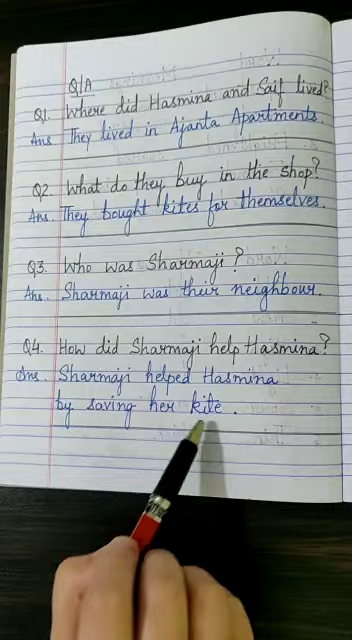 Q/A
Q1. Where did Hasmina and Saif lived?
Ans They lived in Ajanta Apartments.
Q2. What do they buy in the shop?
Ans. They bought kites for themselves.
Q3. Who was Sharmaji?
Ans. Sharmaji was their neighbour.
Q4. How did Sharmaji help Hasmina?
Ans. Sharmaji helped Hasmina
by saving her kite.